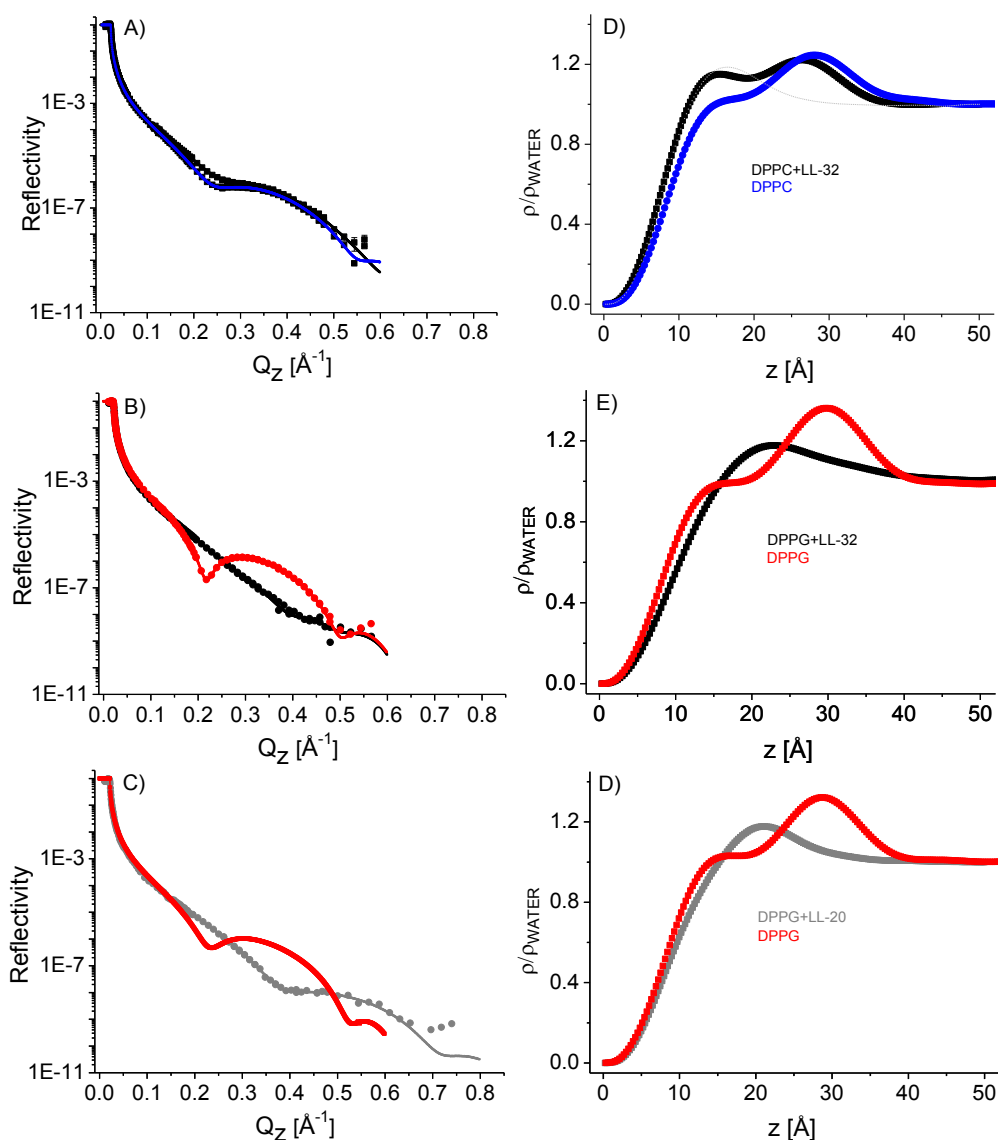 A)
1E-3
1E-7
1E-11
0.0 0.1 0.2 0.3 0.4 0.5 0.6 0.7 0.8
Reflectivity
QZ [Å-1]
D)
1.2
0.8
0.4
0.0
0 10 20 30 40 50
ρ/ρWATER
z [Å]
DPPC+LL-32
DPPC
B)
1E-3
1E-7
1E-11
0.0 0.1 0.2 0.3 0.4 0.5 0.6 0.7 0.8
Reflectivity
QZ [Å-1]
E)
1.2
0.8
0.4
0.0
0 10 20 30 40 50
ρ/ρWATER
z [Å]
DPPG+LL-32
DPPG
C)
1E-3
1E-7
1E-11
0.0 0.1 0.2 0.3 0.4 0.5 0.6 0.7 0.8
Reflectivity
QZ [Å-1]
D)
1.2
0.8
0.4
0.0
0 10 20 30 40 50
ρ/ρWATER
z [Å]
DPPG+LL-20
DPPG